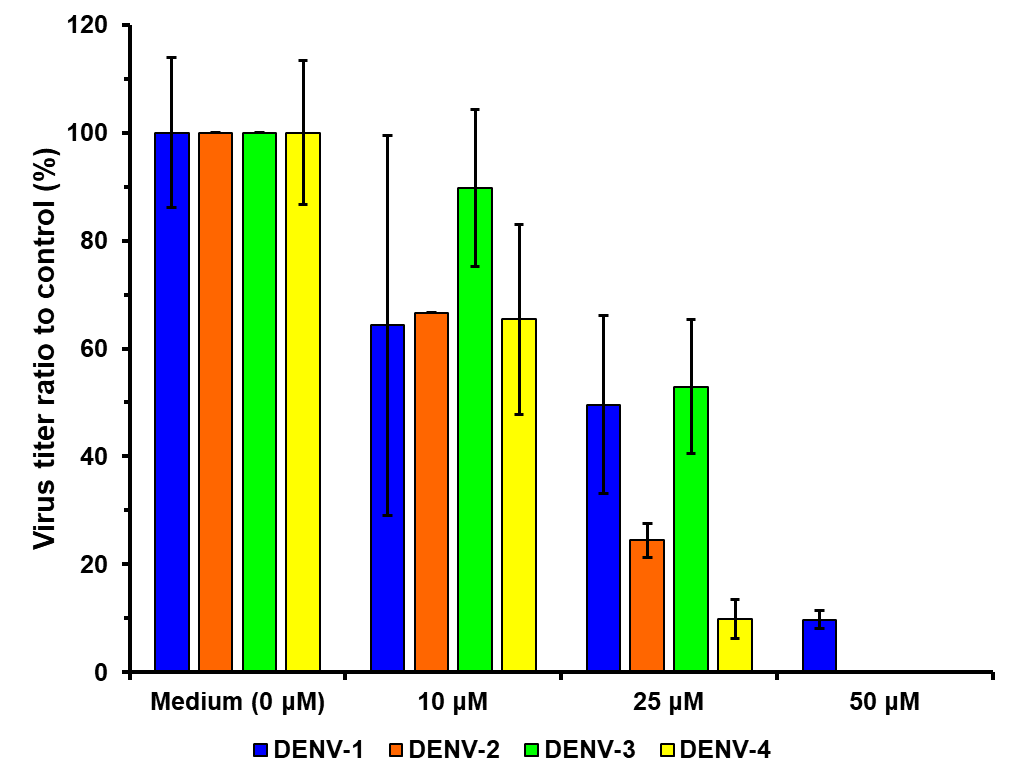 Virus titer ratio to control (%)
120
100
80
60
40
20
0
Medium (0 µM) 10 µM 25 µM 50 µM
DENV-1 DENV-2 DENV-3 DENV-4